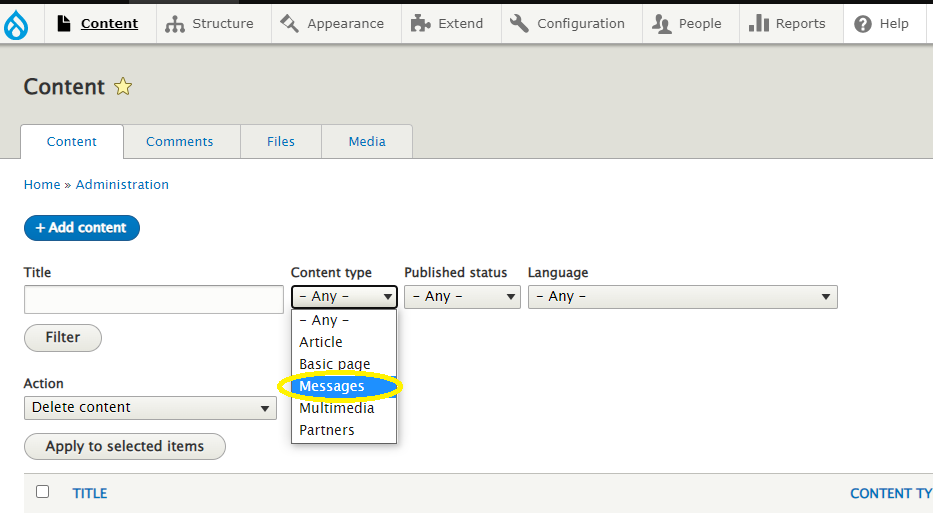 Content Structure Appearance Extend Configuration People Reports Help
Content
Content Comments Files Media
Home » Administration
+ Add content
Title Content type Published status Language
- Any - - Any - - Any -
- Any -
Article
Basic page
Messages
Multimedia
Partners
Filter
Action
Delete content
Apply to selected items
TITLE CONTENT TY